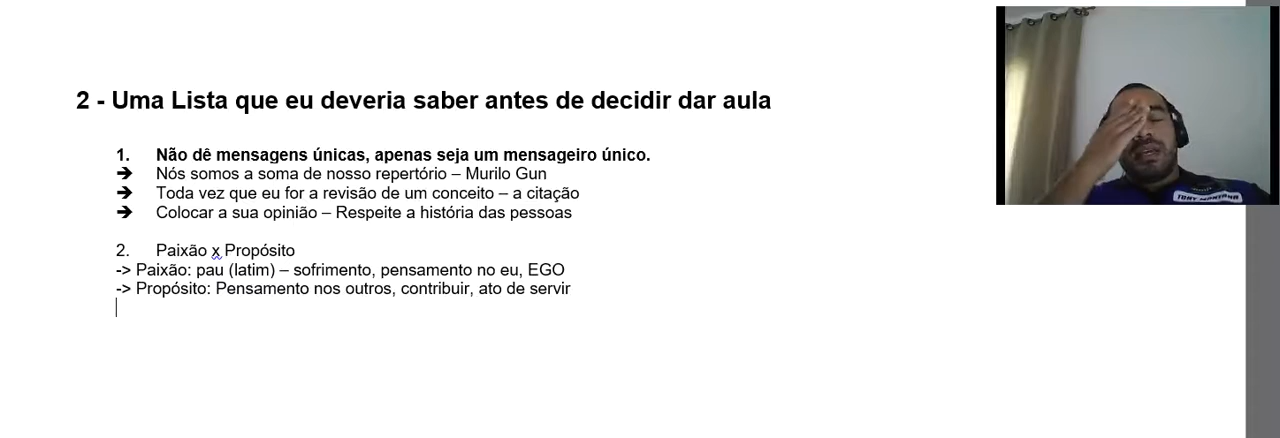 2 - Uma Lista que eu deveria saber antes de decidir dar aula
1. Não dê mensagens únicas, apenas seja um mensageiro único.
➔ Nós somos a soma de nosso repertório – Murilo Gun
➔ Toda vez que eu for a revisão de um conceito – a citação
➔ Colocar a sua opinião – Respeite a história das pessoas
2. Paixão x Propósito
-> Paixão: pau (latim) – sofrimento, pensamento no eu, EGO
-> Propósito: Pensamento nos outros, contribuir, ato de servir
TONY MONTANA